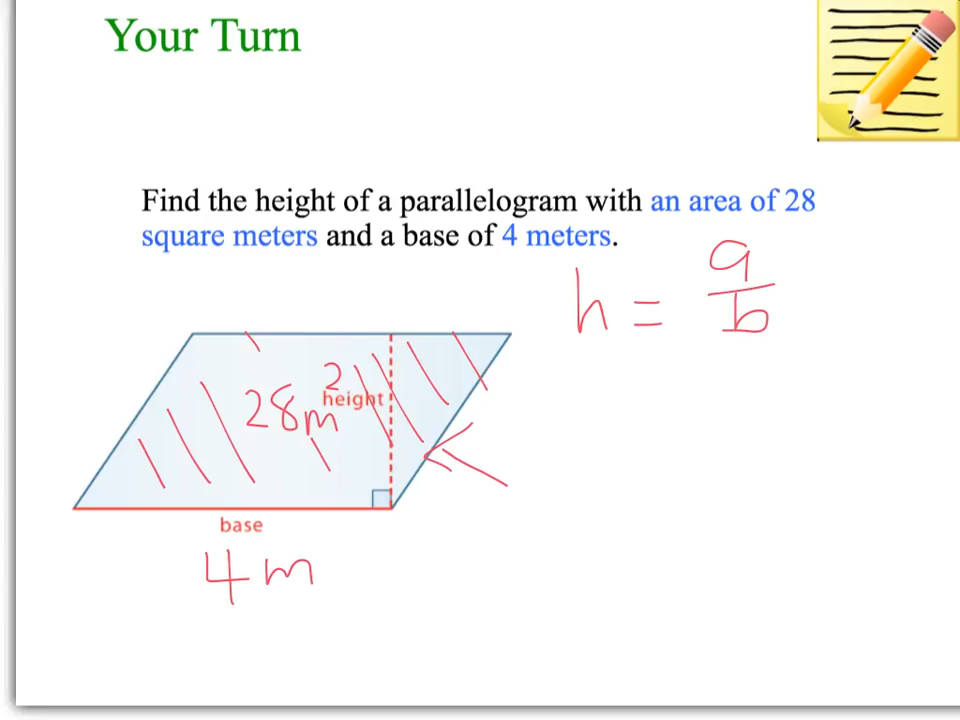 Your Turn
Find the height of a parallelogram with an area of 28
square meters and a base of 4 meters.
h = a/b
28m²
height
base
4 m